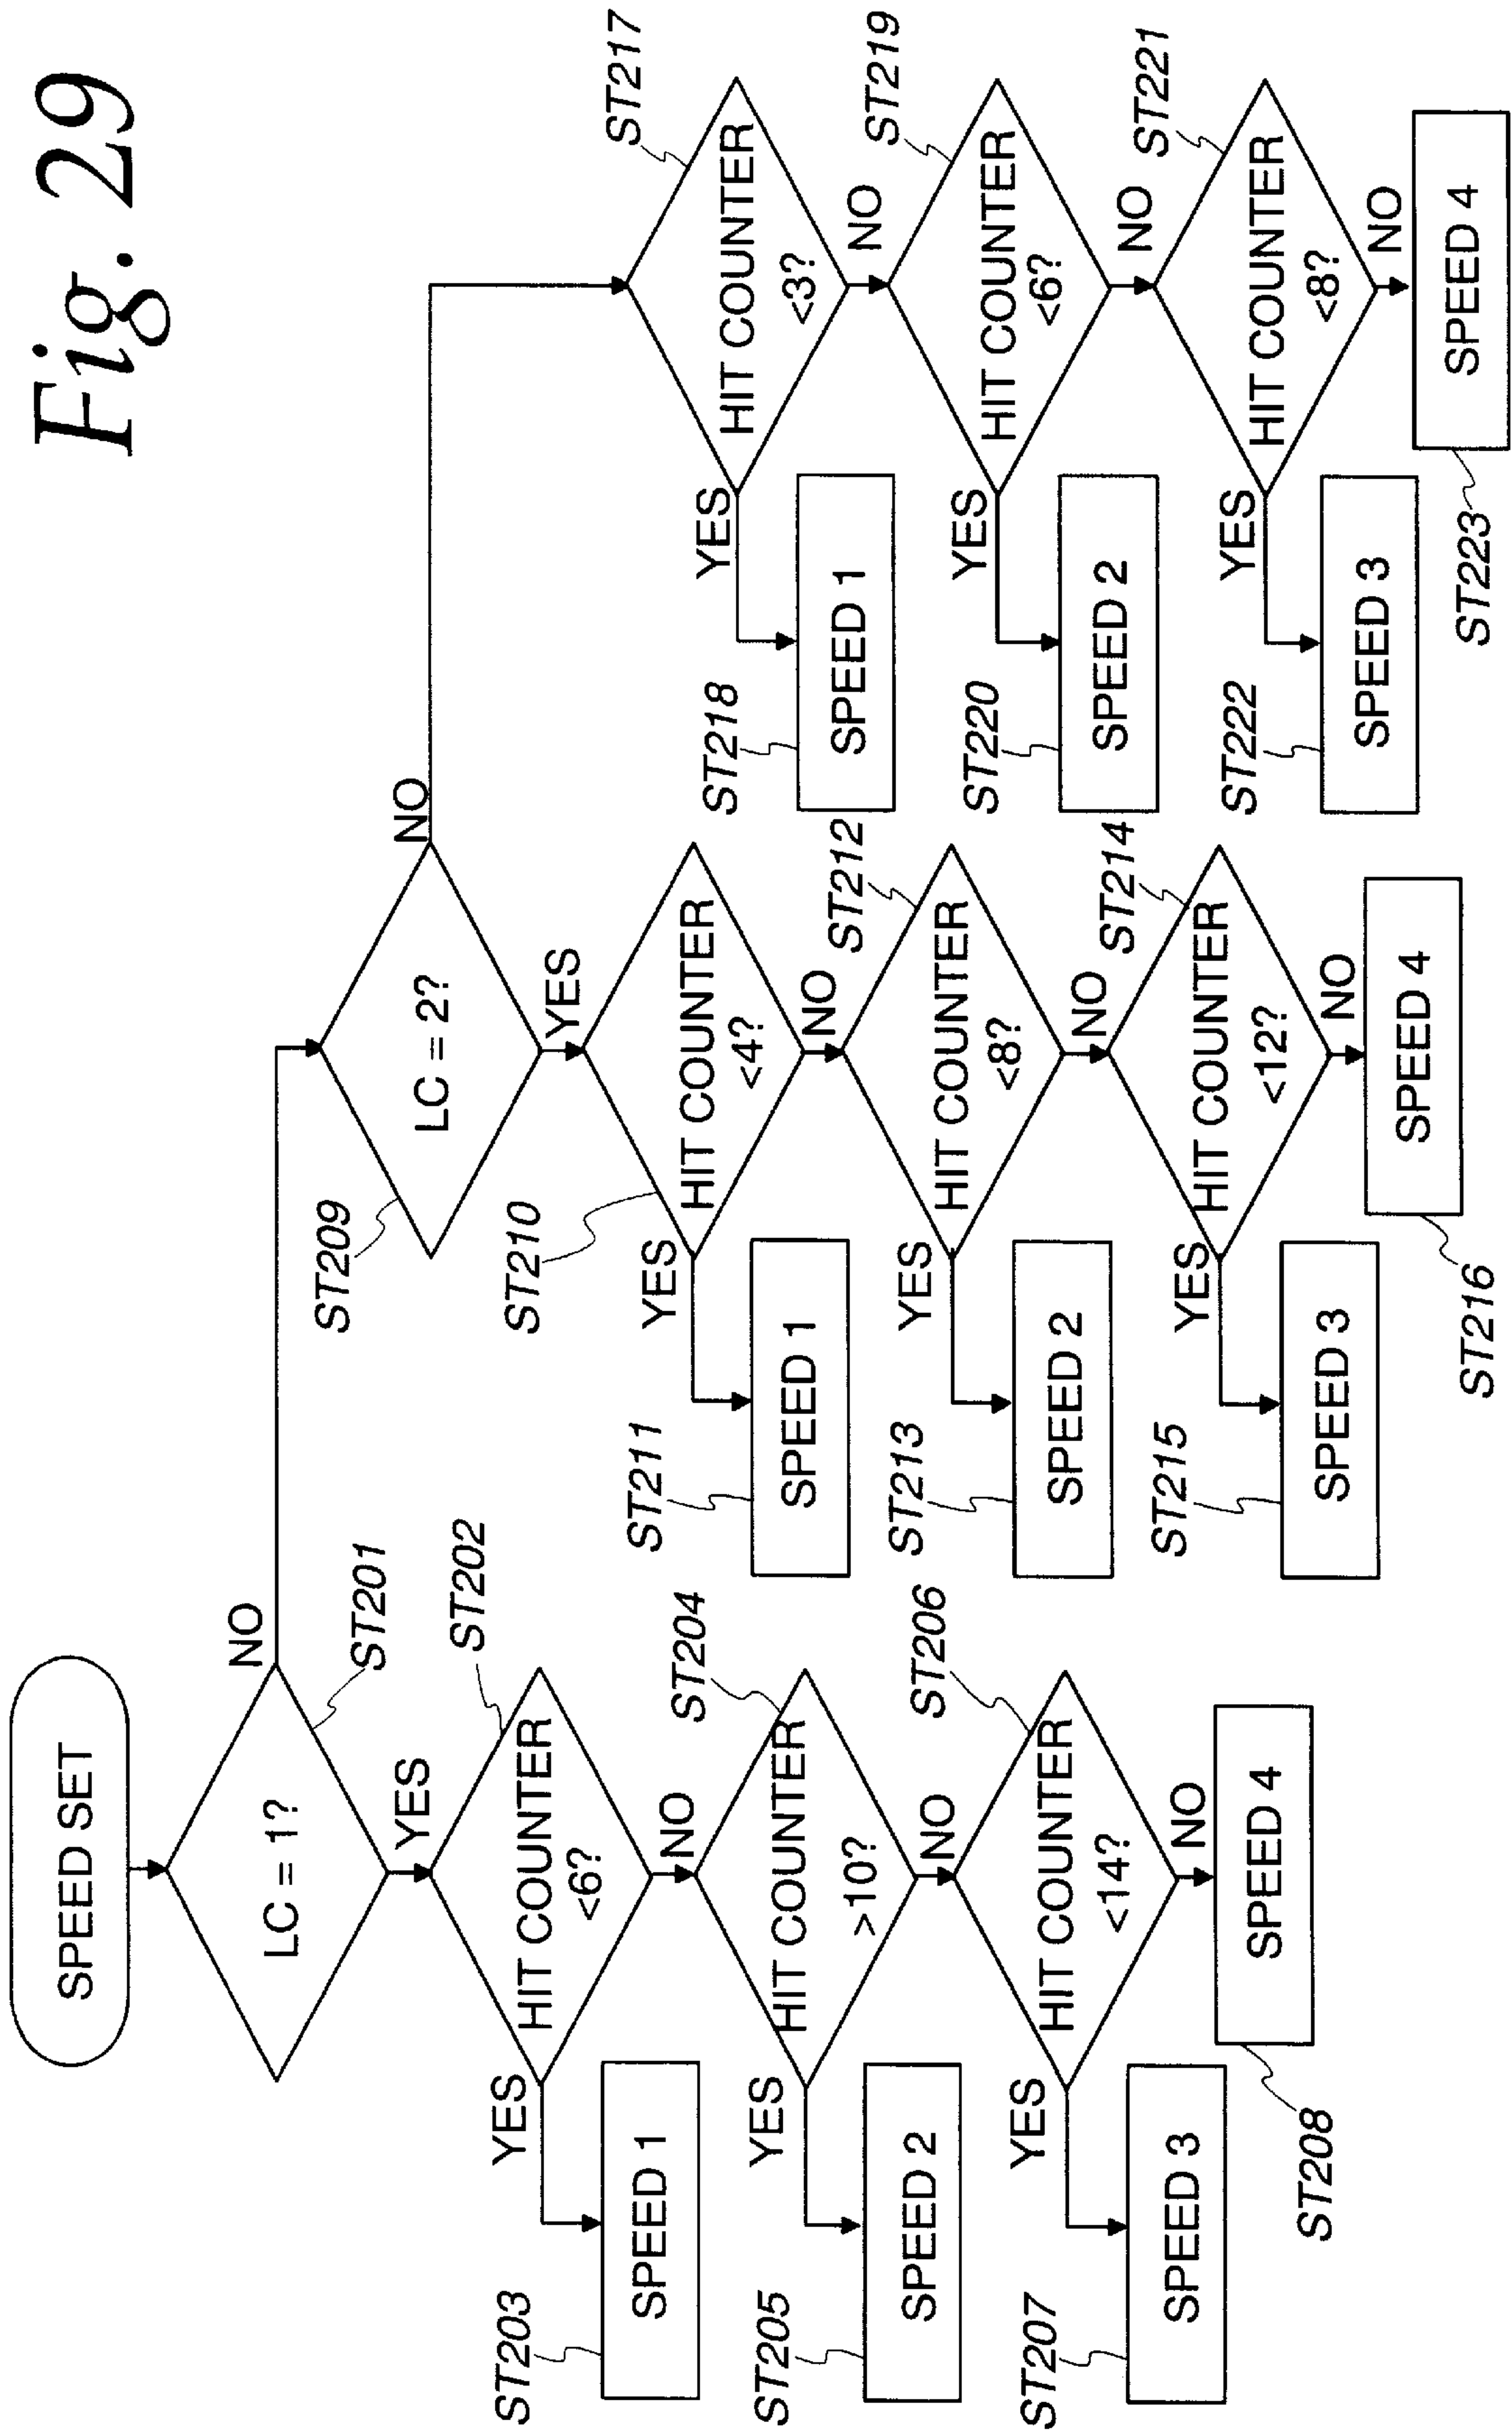 Fig. 29
SPEED SET
LC = 1?
NO
ST201
YES
HIT COUNTER
<6?
ST202
YES
ST203
SPEED 1
NO
HIT COUNTER
>10?
ST204
YES
ST205
SPEED 2
NO
HIT COUNTER
<14?
ST206
YES
ST207
SPEED 3
NO
SPEED 4
ST208
LC = 2?
ST209
NO
YES
HIT COUNTER
<4?
ST210
YES
ST211
SPEED 1
NO
HIT COUNTER
<8?
ST212
YES
ST213
SPEED 2
NO
HIT COUNTER
<12?
ST214
YES
ST215
SPEED 3
NO
SPEED 4
ST216
HIT COUNTER
<3?
ST217
YES
ST218
SPEED 1
NO
HIT COUNTER
<6?
ST219
YES
ST220
SPEED 2
NO
HIT COUNTER
<8?
ST221
YES
ST222
SPEED 3
NO
SPEED 4
ST223